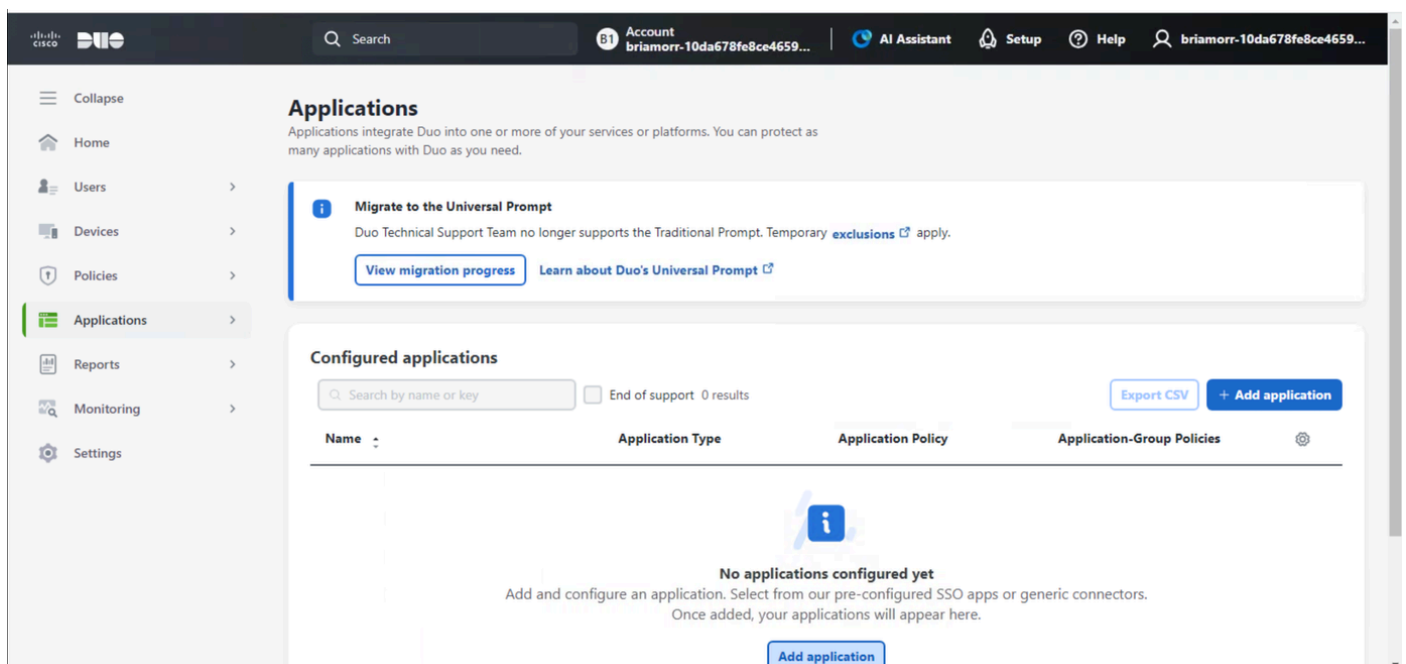 cisco DUO
Search
B1 Account
briamorr-10da678fe8ce4659...
AI Assistant
Setup
Help
briamorr-10da678fe8ce4659...
Collapse
Home
Users
Devices
Policies
Applications
Reports
Monitoring
Settings
Applications
Applications integrate Duo into one or more of your services or platforms. You can protect as
many applications with Duo as you need.
Migrate to the Universal Prompt
Duo Technical Support Team no longer supports the Traditional Prompt. Temporary exclusions apply.
View migration progress Learn about Duo's Universal Prompt
Configured applications
Search by name or key End of support 0 results Export CSV + Add application
Name Application Type Application Policy Application-Group Policies
No applications configured yet
Add and configure an application. Select from our pre-configured SSO apps or generic connectors.
Once added, your applications will appear here.
Add application